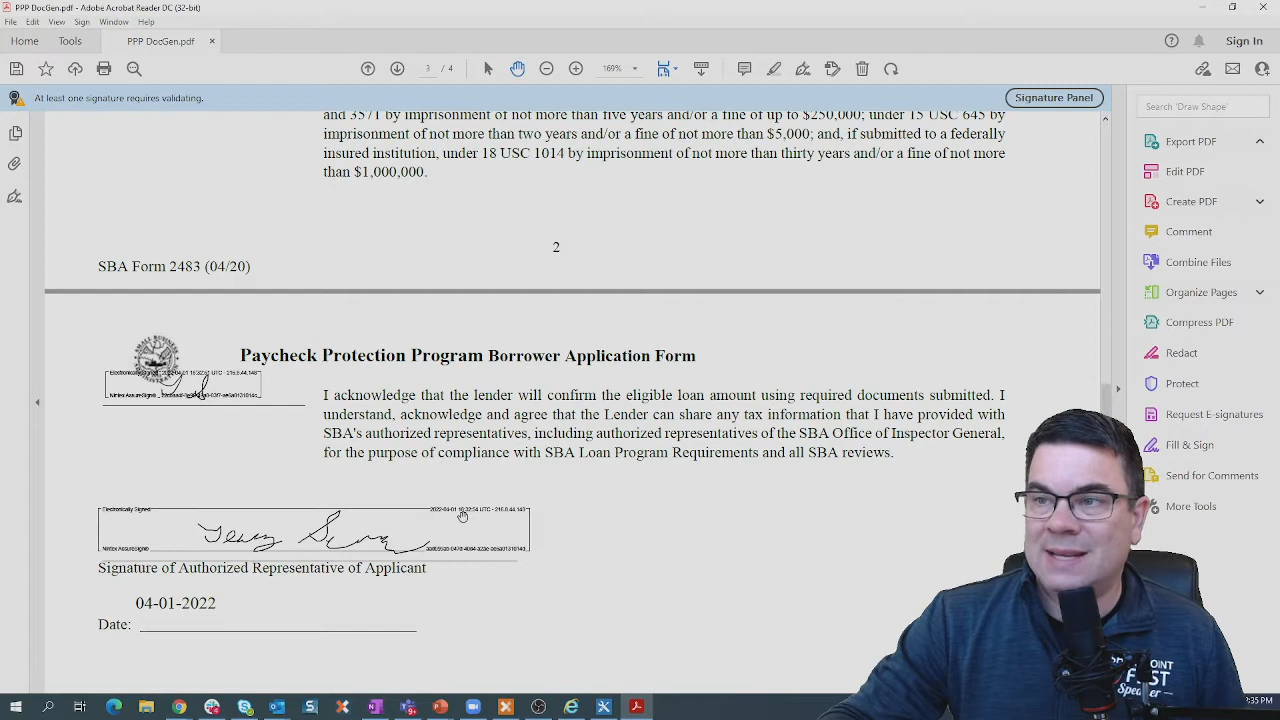 PPP DocGen.pdf - Adobe Acrobat Reader DC (32-bit)
File Edit View Sign Window Help
Home Tools PPP DocGen.pdf × Sign In
3 / 4 169%
At least one signature requires validating. Signature Panel
and 3571 by imprisonment of not more than five years and/or a fine of up to $250,000; under 15 USC 645 by
imprisonment of not more than two years and/or a fine of not more than $5,000; and, if submitted to a federally
insured institution, under 18 USC 1014 by imprisonment of not more than thirty years and/or a fine of not more
than $1,000,000.
2
SBA Form 2483 (04/20)
Paycheck Protection Program Borrower Application Form
I acknowledge that the lender will confirm the eligible loan amount using required documents submitted. I
understand, acknowledge and agree that the Lender can share any tax information that I have provided with
SBA's authorized representatives, including authorized representatives of the SBA Office of Inspector General,
for the purpose of compliance with SBA Loan Program Requirements and all SBA reviews.
Electronically Signed
Nintex AssureSign®
Signature of Authorized Representative of Applicant
04-01-2022
Date:
Search 'Draw Shape'
Export PDF
Edit PDF
Create PDF
Comment
Combine Files
Organize Pages
Compress PDF
Redact
Protect
Request E-signatures
Fill & Sign
Send for Comments
More Tools
Speaker
:35 PM